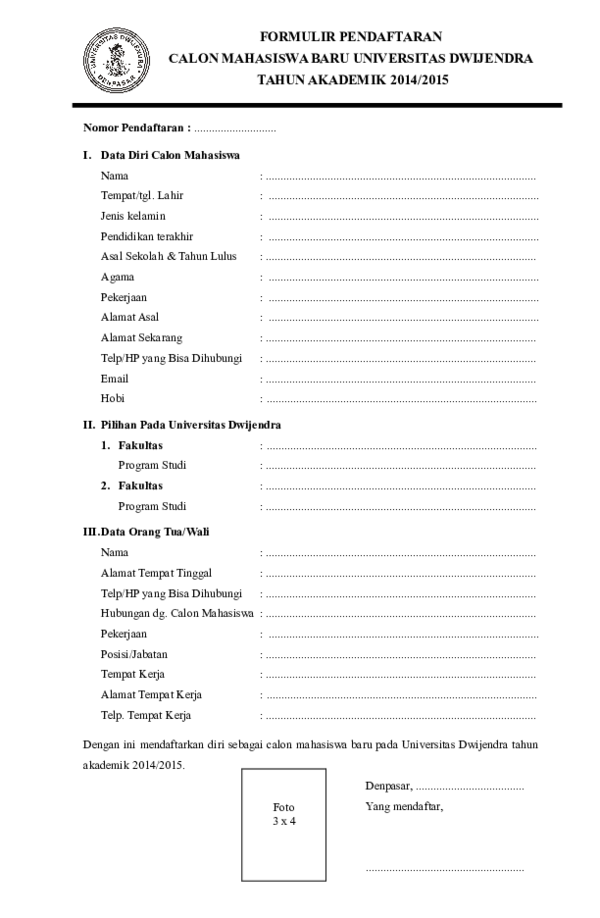 UNIVERSITAS DWIJENDRA
DENPASAR
FORMULIR PENDAFTARAN
CALON MAHASISWA BARU UNIVERSITAS DWIJENDRA
TAHUN AKADEMIK 2014/2015
Nomor Pendaftaran : ............................
I. Data Diri Calon Mahasiswa
Nama : ............................................................................................
Tempat/tgl. Lahir : ............................................................................................
Jenis kelamin : ............................................................................................
Pendidikan terakhir : ............................................................................................
Asal Sekolah & Tahun Lulus : ............................................................................................
Agama : ............................................................................................
Pekerjaan : ............................................................................................
Alamat Asal : ............................................................................................
Alamat Sekarang : ............................................................................................
Telp/HP yang Bisa Dihubungi : ............................................................................................
Email : ............................................................................................
Hobi : ............................................................................................
II. Pilihan Pada Universitas Dwijendra
1. Fakultas : ............................................................................................
Program Studi : ............................................................................................
2. Fakultas : ............................................................................................
Program Studi : ............................................................................................
III.Data Orang Tua/Wali
Nama : ............................................................................................
Alamat Tempat Tinggal : ............................................................................................
Telp/HP yang Bisa Dihubungi : ............................................................................................
Hubungan dg. Calon Mahasiswa : ............................................................................................
Pekerjaan : ............................................................................................
Posisi/Jabatan : ............................................................................................
Tempat Kerja : ............................................................................................
Alamat Tempat Kerja : ............................................................................................
Telp. Tempat Kerja : ............................................................................................
Dengan ini mendaftarkan diri sebagai calon mahasiswa baru pada Universitas Dwijendra tahun
akademik 2014/2015.
Denpasar, .....................................
Yang mendaftar,
Foto
3 x 4
......................................................